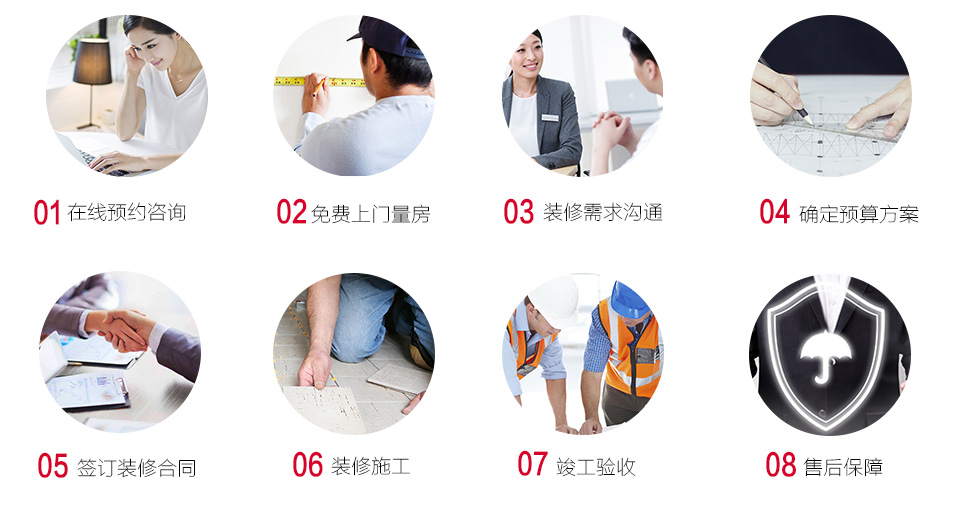 01 在线预约咨询
02 免费上门量房
03 装修需求沟通
04 确定预算方案
05 签订装修合同
06 装修施工
07 竣工验收
08 售后保障